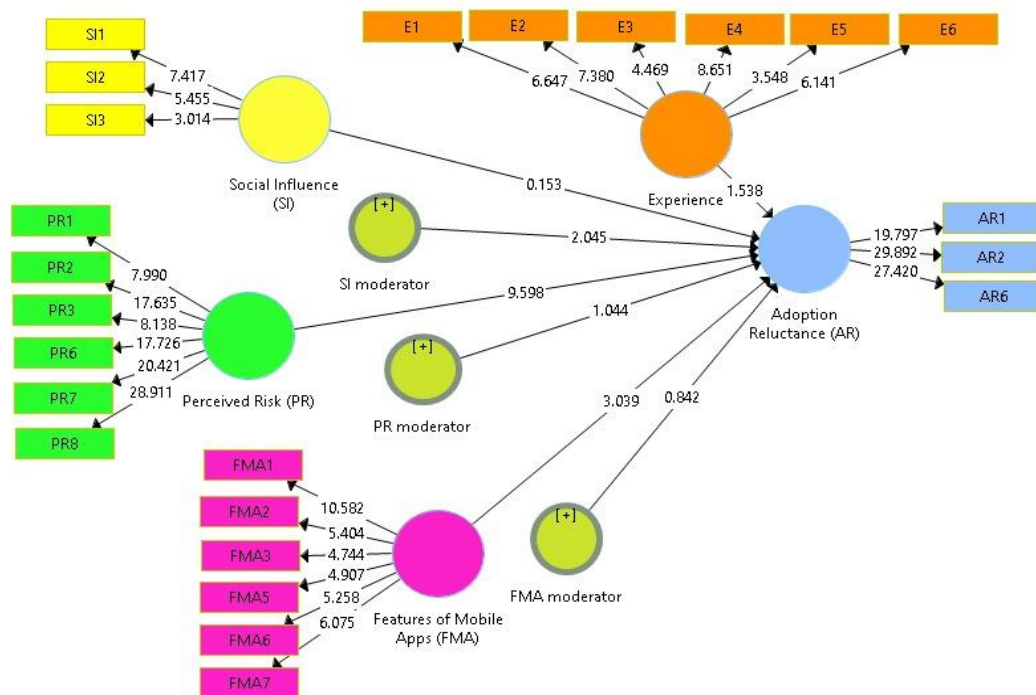 SI1
SI2
SI3
7.417
5.455
3.014
Social Influence
(SI)
E1
E2
E3
E4
E5
E6
6.647
7.380
4.469
8.651
3.548
6.141
Experience
0.153
1.538
[+]
SI moderator
2.045
PR1
PR2
PR3
PR6
PR7
PR8
7.990
17.635
8.138
17.726
20.421
28.911
Perceived Risk (PR)
9.598
[+]
PR moderator
1.044
AR1
AR2
AR6
19.797
29.892
27.420
Adoption
Reluctance (AR)
FMA1
FMA2
FMA3
FMA5
FMA6
FMA7
10.582
5.404
4.744
4.907
5.258
6.075
Features of Mobile
Apps (FMA)
3.039
0.842
[+]
FMA moderator